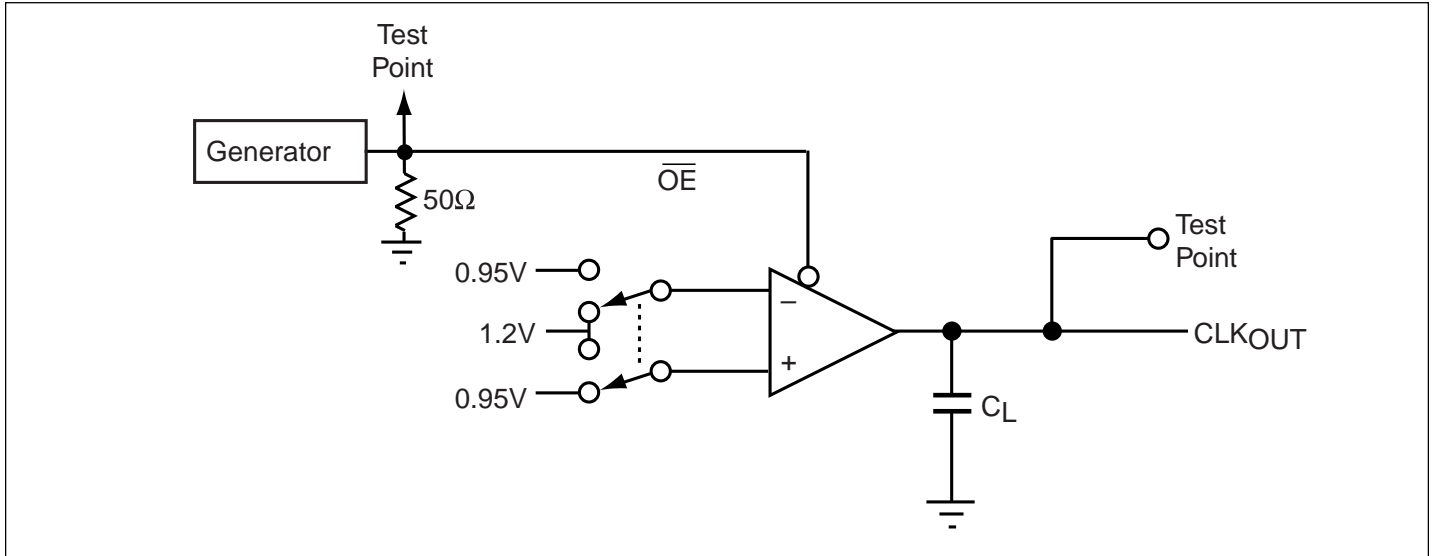 Test
Point
Generator
OE
50Ω
Test
Point
0.95V
−
1.2V
CLKOUT
+
0.95V
CL